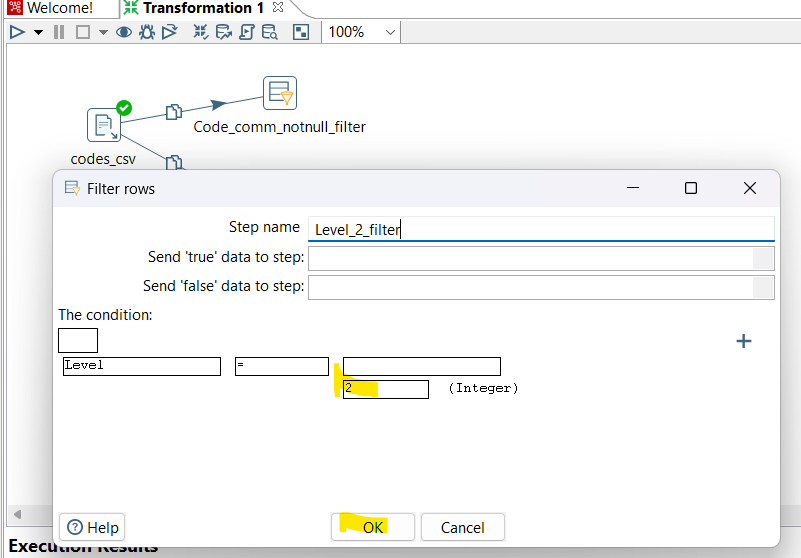 Welcome!
Transformation 1
100%
Code_comm_notnull_filter
codes_csv
Filter rows
Step name
Level_2_filter
Send 'true' data to step:
Send 'false' data to step:
The condition:
Level
=
2
(Integer)
Help
OK
Cancel
Execution Results